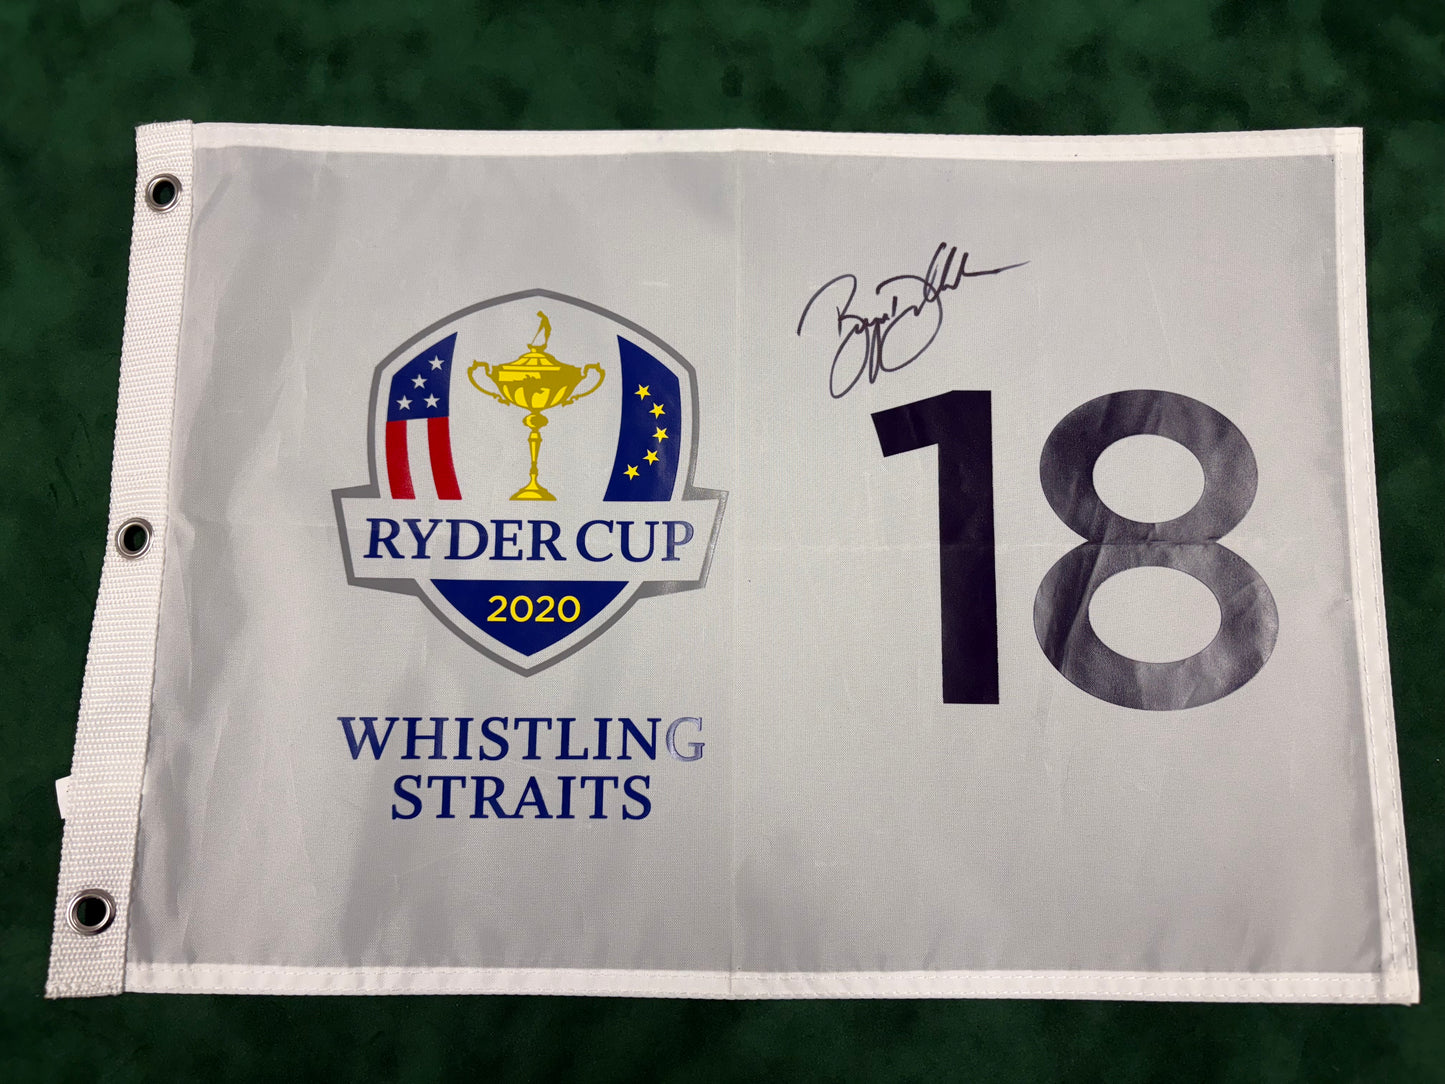 RYDER CUP
2020
WHISTLING
STRAITS
18